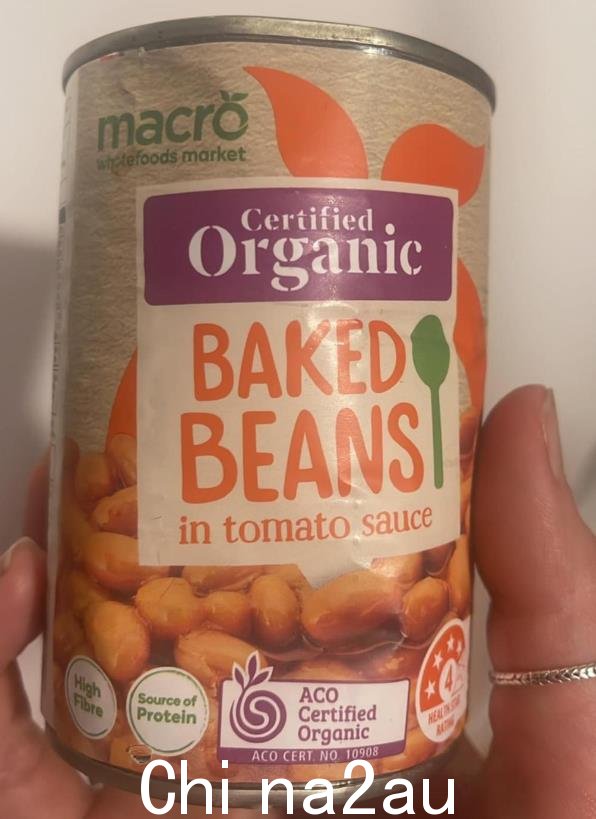 macro
wholefoods market
Certified
Organic
BAKED
BEANS
in tomato sauce
High
Fibre
Source of
Protein
ACO
Certified
Organic
ACO CERT. NO. 10908
4
HEALTH STAR
RATING
Chi na2au